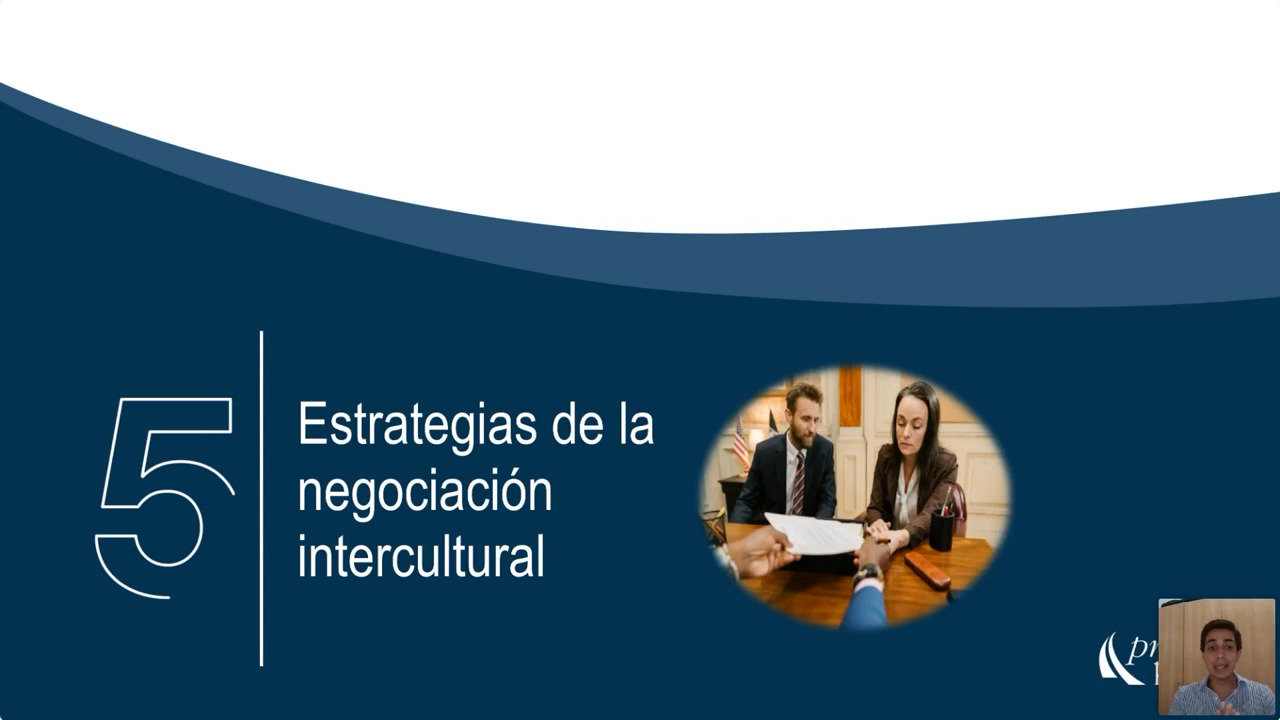 5
Estrategias de la
negociación
intercultural